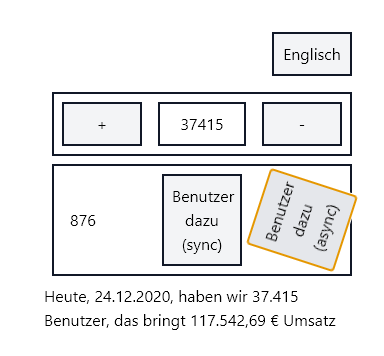 Englisch
+ 37415 -
876
Benutzer
dazu
(sync)
Benutzer
dazu
(async)
Heute, 24.12.2020, haben wir 37.415
Benutzer, das bringt 117.542,69 € Umsatz